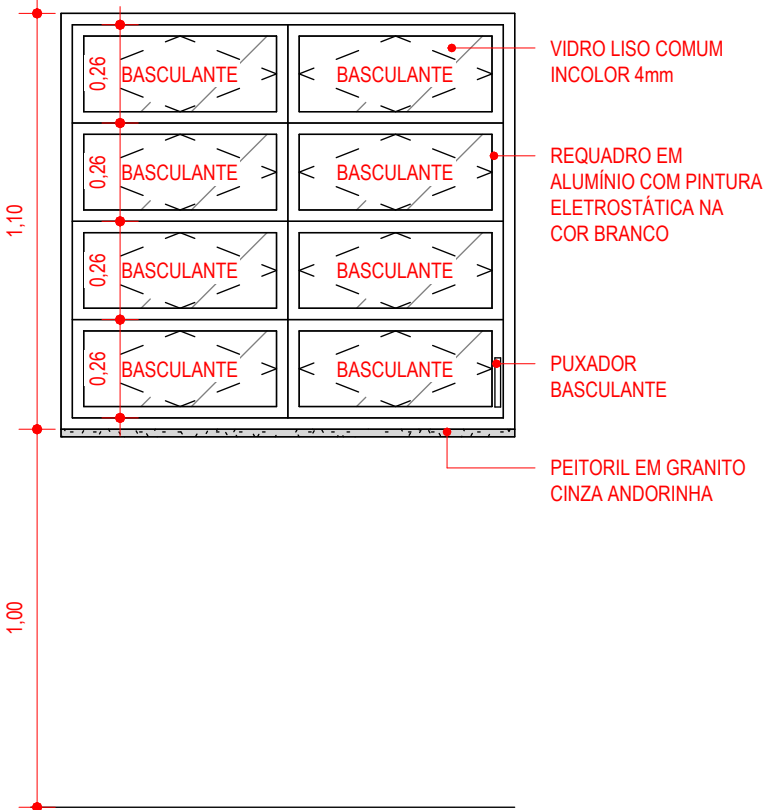 0,26
BASCULANTE
BASCULANTE
VIDRO LISO COMUM
INCOLOR 4mm
0,26
BASCULANTE
BASCULANTE
REQUADRO EM
ALUMÍNIO COM PINTURA
ELETROSTÁTICA NA
COR BRANCO
1,10
0,26
BASCULANTE
BASCULANTE
0,26
BASCULANTE
BASCULANTE
PUXADOR
BASCULANTE
PEITORIL EM GRANITO
CINZA ANDORINHA
1,00